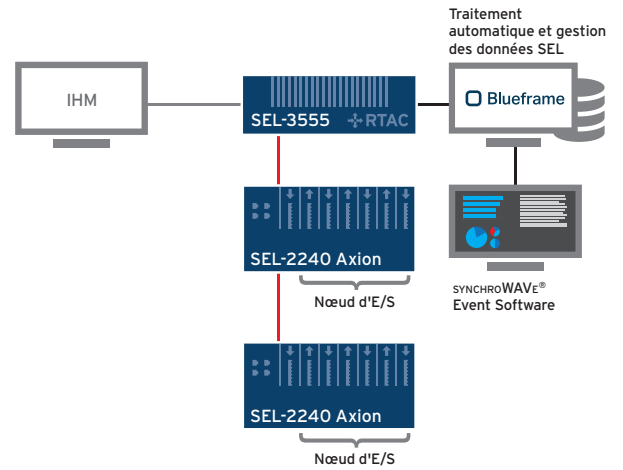 Traitement
automatique et gestion
des données SEL
IHM
SEL-3555 RTAC
Blueframe
SEL-2240 Axion
Nœud d'E/S
SYNCHROWAVE®
Event Software
SEL-2240 Axion
Nœud d'E/S